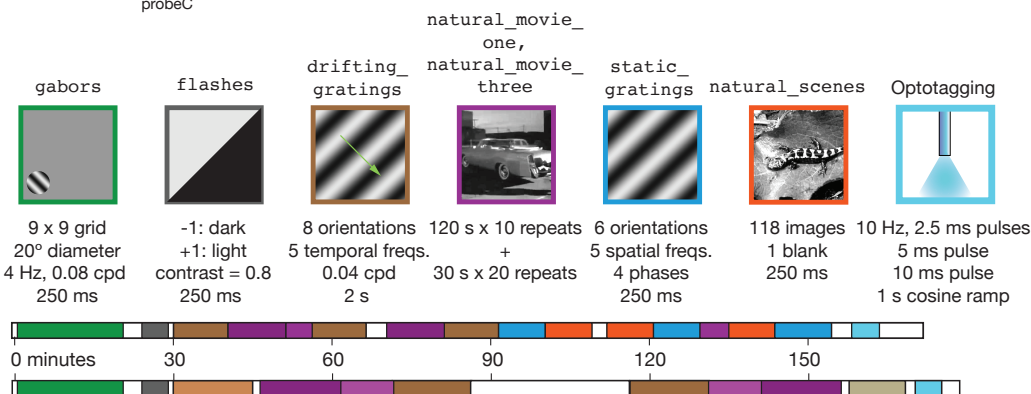 probeC
gabors
9 x 9 grid
20º diameter
4 Hz, 0.08 cpd
250 ms
flashes
-1: dark
+1: light
contrast = 0.8
250 ms
drifting_
gratings
8 orientations
5 temporal freqs.
0.04 cpd
2 s
natural_movie_
one,
natural_movie_
three
120 s x 10 repeats
+
30 s x 20 repeats
static_
gratings
6 orientations
5 spatial freqs.
4 phases
250 ms
natural_scenes
118 images
1 blank
250 ms
Optotagging
10 Hz, 2.5 ms pulses
5 ms pulse
10 ms pulse
1 s cosine ramp
0 minutes 30 60 90 120 150